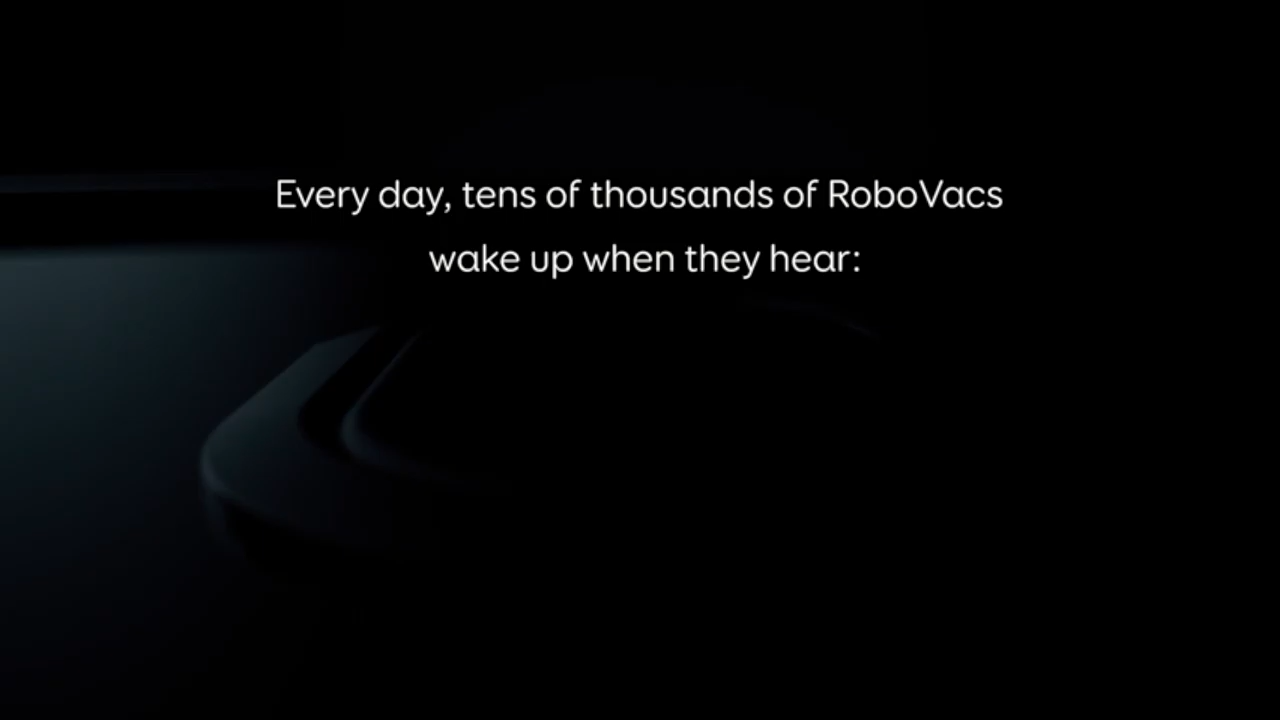 Every day, tens of thousands of RoboVacs
wake up when they hear: